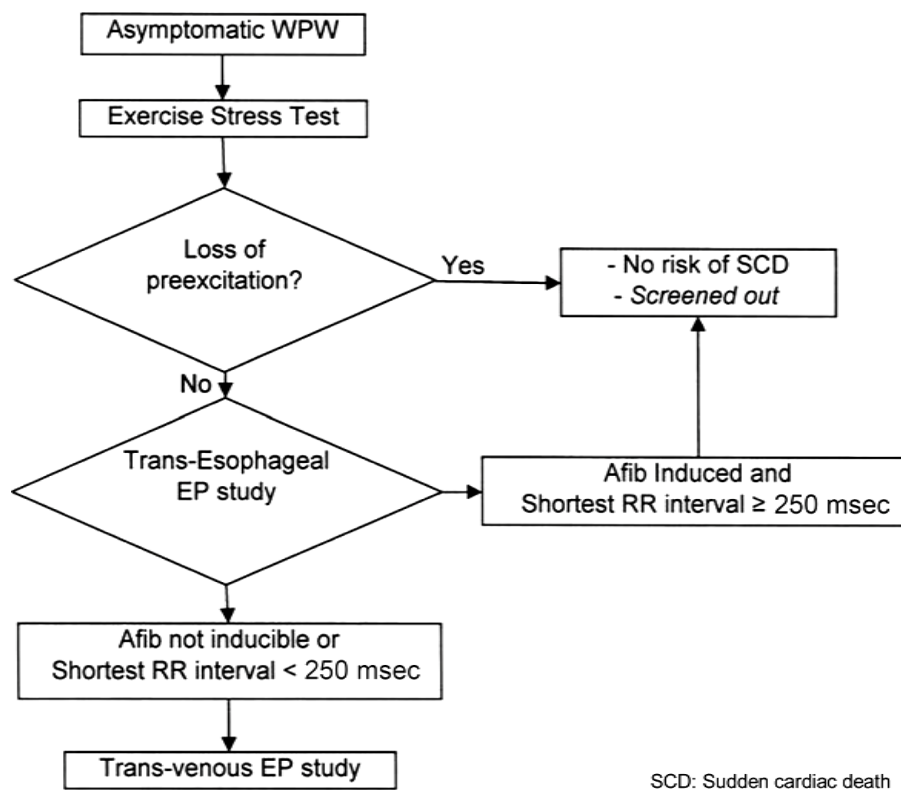 Asymptomatic WPW
Exercise Stress Test
Loss of
preexcitation?
Yes
- No risk of SCD
- Screened out
No
Trans-Esophageal
EP study
Afib Induced and
Shortest RR interval ≥ 250 msec
Afib not inducible or
Shortest RR interval < 250 msec
Trans-venous EP study
SCD: Sudden cardiac death